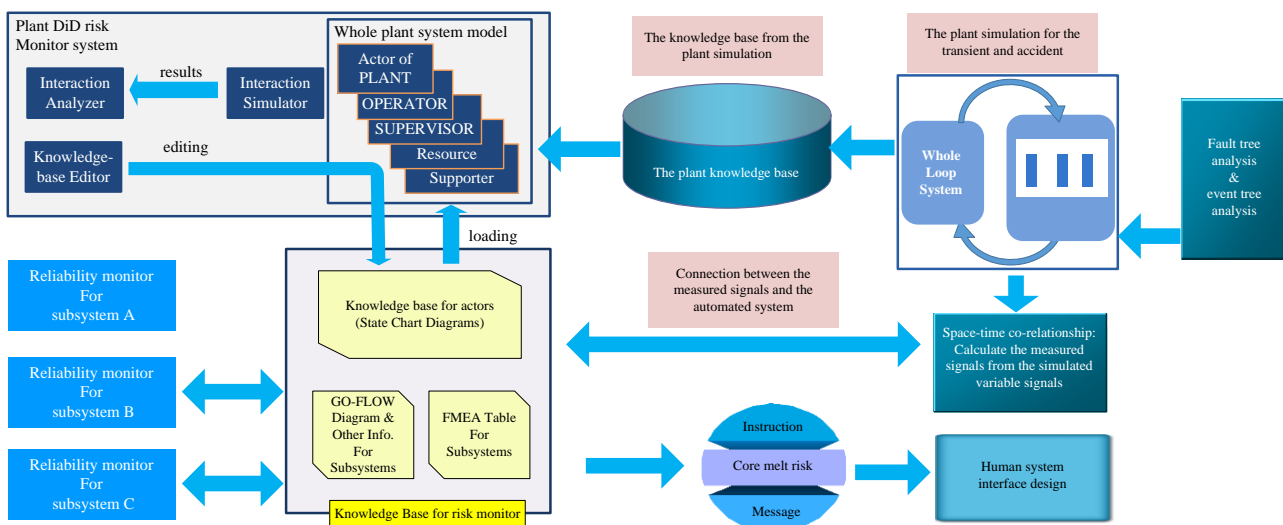 Plant DiD risk
Monitor system
Whole plant system model
Actor of
PLANT
OPERATOR
SUPERVISOR
Resource
Supporter
results
Interaction
Analyzer
Interaction
Simulator
editing
Knowledge-
base Editor
loading
The knowledge base from the
plant simulation
The plant knowledge base
The plant simulation for the
transient and accident
Whole
Loop
System
Fault tree
analysis
&
event tree
analysis
Reliability monitor
For
subsystem A
Reliability monitor
For
subsystem B
Reliability monitor
For
subsystem C
Knowledge base for actors
(State Chart Diagrams)
GO-FLOW
Diagram &
Other Info.
For
Subsystems
FMEA Table
For
Subsystems
Knowledge Base for risk monitor
Connection between the
measured signals and the
automated system
Space-time co-relationship:
Calculate the measured
signals from the simulated
variable signals
Instruction
Core melt risk
Message
Human system
interface design